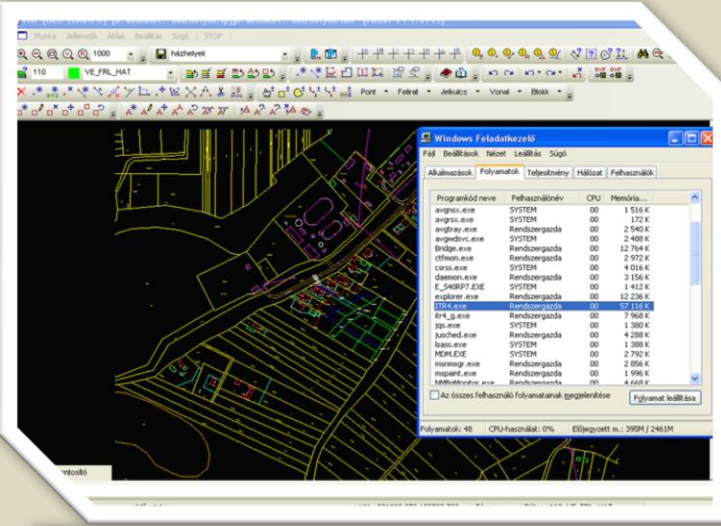 Munka Jellemzők Ablak Beállítás Súgó | STOP |
1000
házhelyek
110 VE_FRL_HAT
Pont
Felirat
Jelkulcs
Vonal
Blokk
Windows Feladatkezelő
Fájl Beállítások Nézet Leállítás Súgó
Alkalmazások Folyamatok Teljesítmény Hálózat Felhasználók
Programkód neve Felhasználónév CPU Memória...
avgnsx.exe SYSTEM 00 1 516 K
avgrsx.exe SYSTEM 00 172 K
avgtray.exe Rendszergazda 00 2 540 K
avgwdsvc.exe SYSTEM 00 2 488 K
Bridge.exe Rendszergazda 00 12 764 K
ctfmon.exe Rendszergazda 00 2 972 K
csrss.exe SYSTEM 00 4 016 K
daemon.exe Rendszergazda 00 3 156 K
E_S40RP7.EXE SYSTEM 00 1 412 K
explorer.exe Rendszergazda 00 12 236 K
ITR4.exe Rendszergazda 00 57 116 K
itr4_g.exe Rendszergazda 00 7 968 K
jqs.exe SYSTEM 00 1 380 K
jusched.exe Rendszergazda 00 4 288 K
lsass.exe SYSTEM 00 1 388 K
MDM.EXE SYSTEM 00 2 792 K
msnmsgr.exe Rendszergazda 00 2 856 K
mspaint.exe Rendszergazda 00 1 996 K
Rendszergazda 00 4 668 K
Az összes felhasználó folyamatainak megjelenítése
Folyamat leállítása
Folyamatok: 48 CPU-használat: 0% Előjegyzett m.: 395M / 2461M